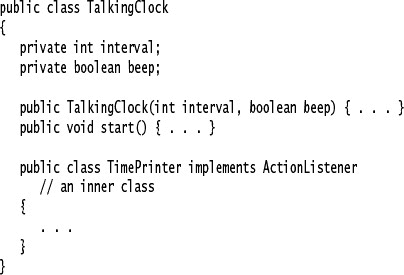 public class TalkingClock
{
   private int interval;
   private boolean beep;

   public TalkingClock(int interval, boolean beep) { . . . }
   public void start() { . . . }

   public class TimePrinter implements ActionListener
      // an inner class
   {
      . . .
   }
}